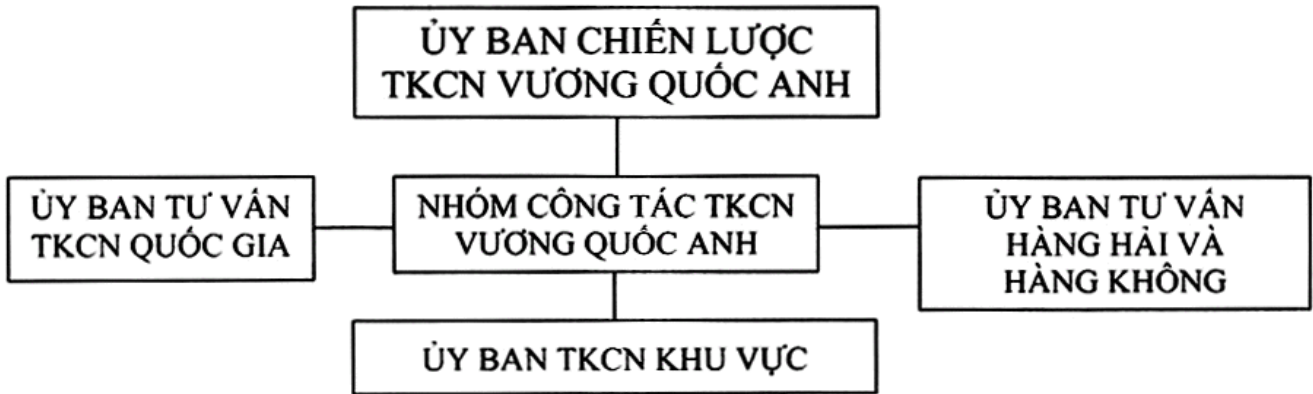 ỦY BAN CHIẾN LƯỢC
TKCN VƯƠNG QUỐC ANH
ỦY BAN TƯ VẤN
TKCN QUỐC GIA
NHÓM CÔNG TÁC TKCN
VƯƠNG QUỐC ANH
ỦY BAN TƯ VẤN
HÀNG HẢI VÀ
HÀNG KHÔNG
ỦY BAN TKCN KHU VỰC